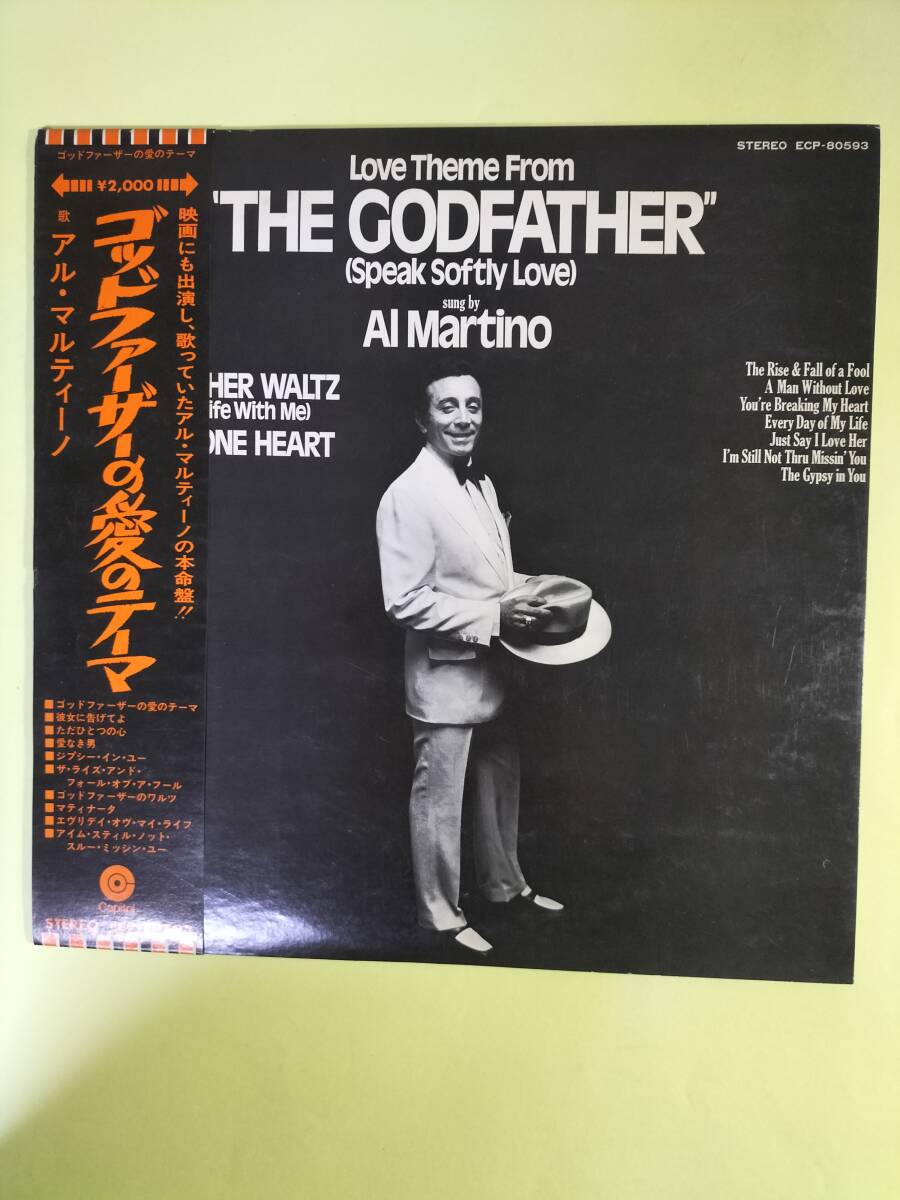 ゴッドファーザーの愛のテーマ
¥2,000
映画にも出演し、歌っていたアル・マルティーノの本命盤!!
ゴッドファーザーの愛のテーマ
歌 アル・マルティーノ
■ゴッドファーザーの愛のテーマ
■彼女に告げてよ
■ただひとつの心
■愛なき男
■ジプシー・イン・ユー
■ザ・ライズ・アンド・
フォール・オブ・ア・フール
■ゴッドファーザーのワルツ
■マティナータ
■エヴリデイ・オヴ・マイ・ライフ
■アイム・スティル・ノット・
スルー・ミッシン・ユー
Capitol
STEREO
STEREO ECP-80593
Love Theme From
"THE GODFATHER"
(Speak Softly Love)
sung by
Al Martino
HER WALTZ
ife With Me)
ONE HEART
The Rise & Fall of a Fool
A Man Without Love
You're Breaking My Heart
Every Day of My Life
Just Say I Love Her
I'm Still Not Thru Missin' You
The Gypsy in You